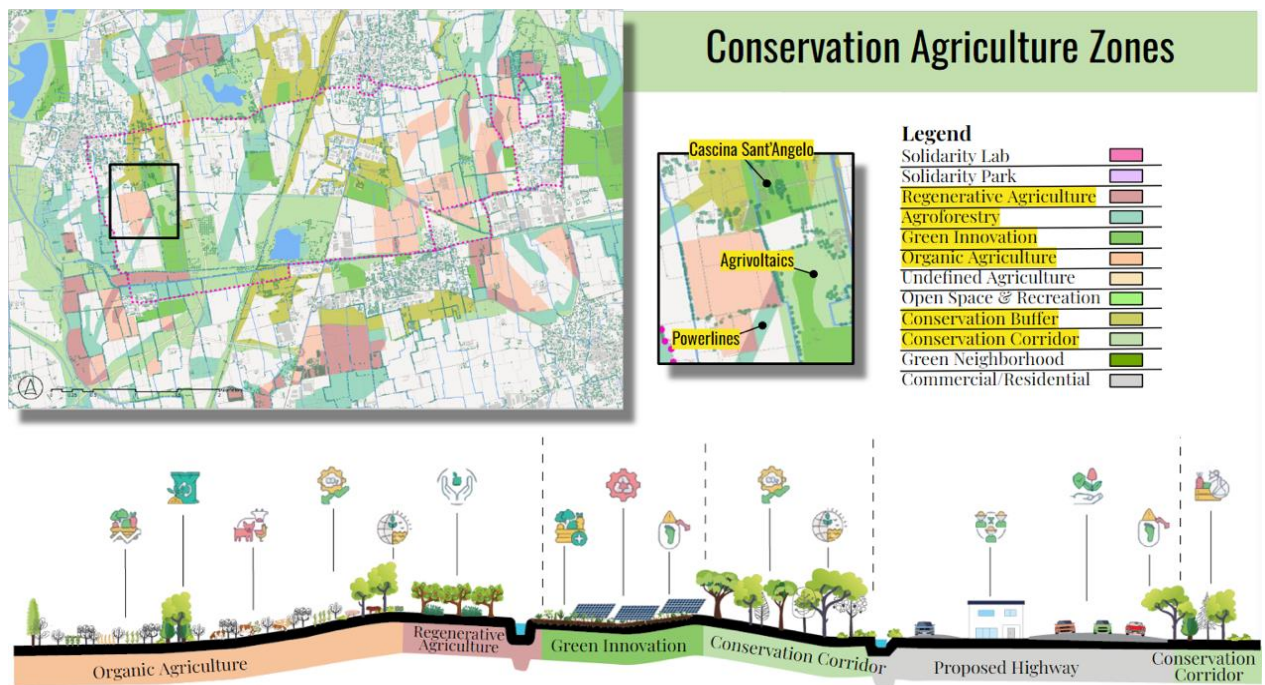 Conservation Agriculture Zones
Cascina Sant'Angelo
Agrivoltaics
Powerlines
Legend
Solidarity Lab
Solidarity Park
Regenerative Agriculture
Agroforestry
Green Innovation
Organic Agriculture
Undefined Agriculture
Open Space & Recreation
Conservation Buffer
Conservation Corridor
Green Neighborhood
Commercial/Residential
Organic Agriculture
Regenerative
Agriculture
Green Innovation
Conservation Corridor
Proposed Highway
Conservation
Corridor